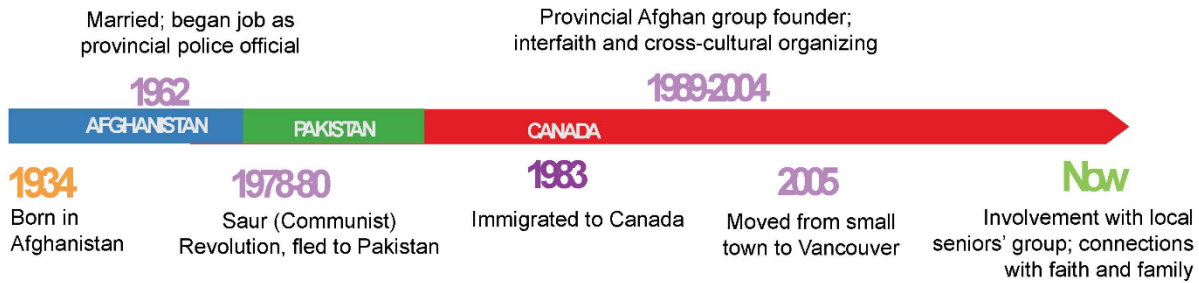 Married; began job as
provincial police official
1962
Provincial Afghan group founder;
interfaith and cross-cultural organizing
1989-2004
AFGHANISTAN
PAKISTAN
CANADA
1934
Born in
Afghanistan
1978-80
Saur (Communist)
Revolution, fled to Pakistan
1983
Immigrated to Canada
2005
Moved from small
town to Vancouver
Now
Involvement with local
seniors’ group; connections
with faith and family